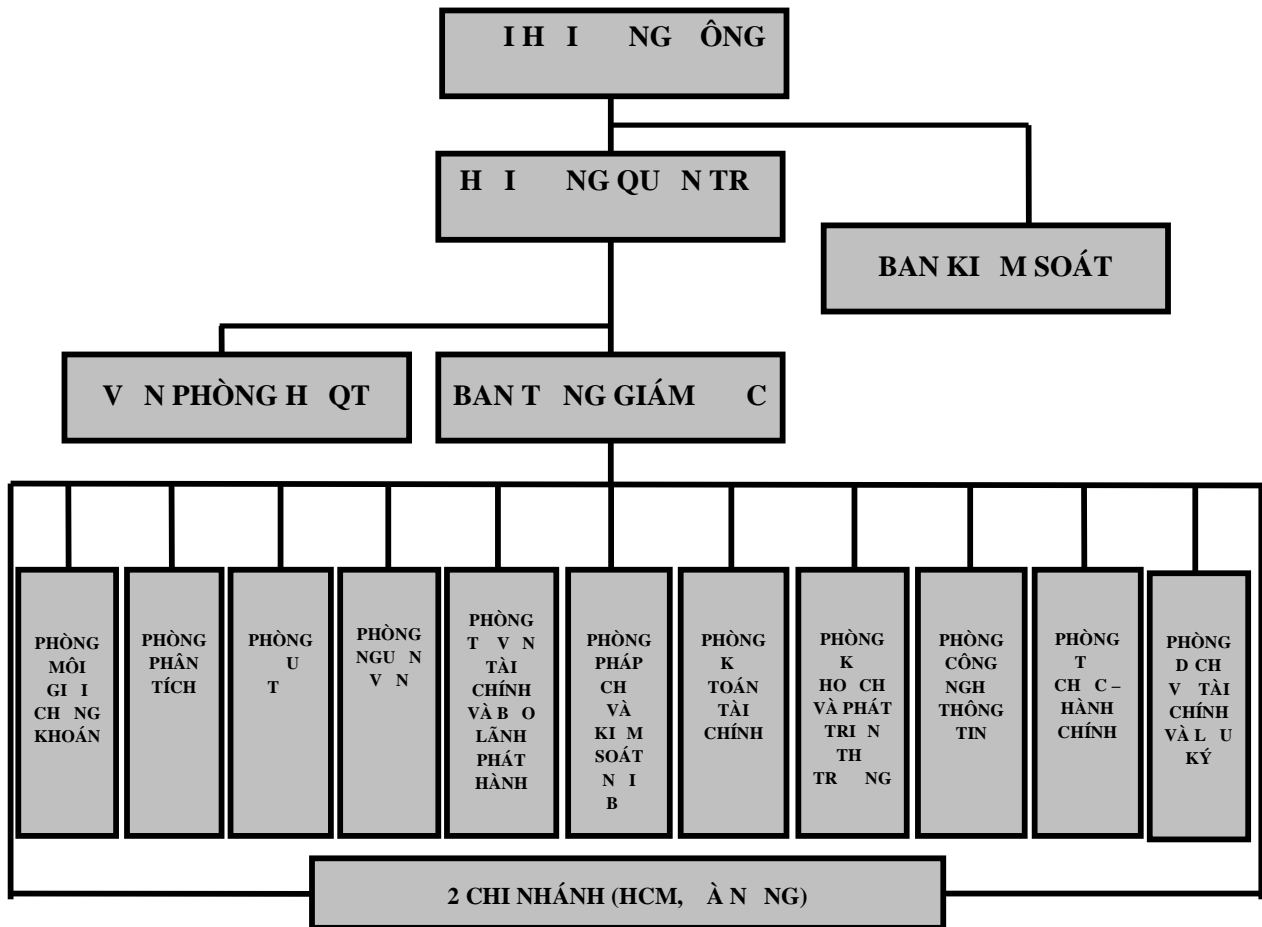 I H I NG ÔNG
H I NG QU N TR
BAN KI M SOÁT
V N PHÒNG H QT
BAN T NG GIÁM C
PHÒNG
MÔI
GI I
CH NG
KHOÁN
PHÒNG
PHÂN
TÍCH
PHÒNG
U
T
PHÒNG
NGU N
V N
PHÒNG
T V N
TÀI
CHÍNH
VÀ B O
LÃNH
PHÁT
HÀNH
PHÒNG
PHÁP
CH VÀ
KI M
SOÁT
N I
B
PHÒNG
K
TOÁN
TÀI
CHÍNH
PHÒNG
K
HO CH
VÀ PHÁT
TRI N
TH
TR NG
PHÒNG
CÔNG
NGH
THÔNG
TIN
PHÒNG
T
CH C –
HÀNH
CHÍNH
PHÒNG
D CH
V TÀI
CHÍNH
VÀ L U
KÝ
2 CHI NHÁNH (HCM, À N NG)